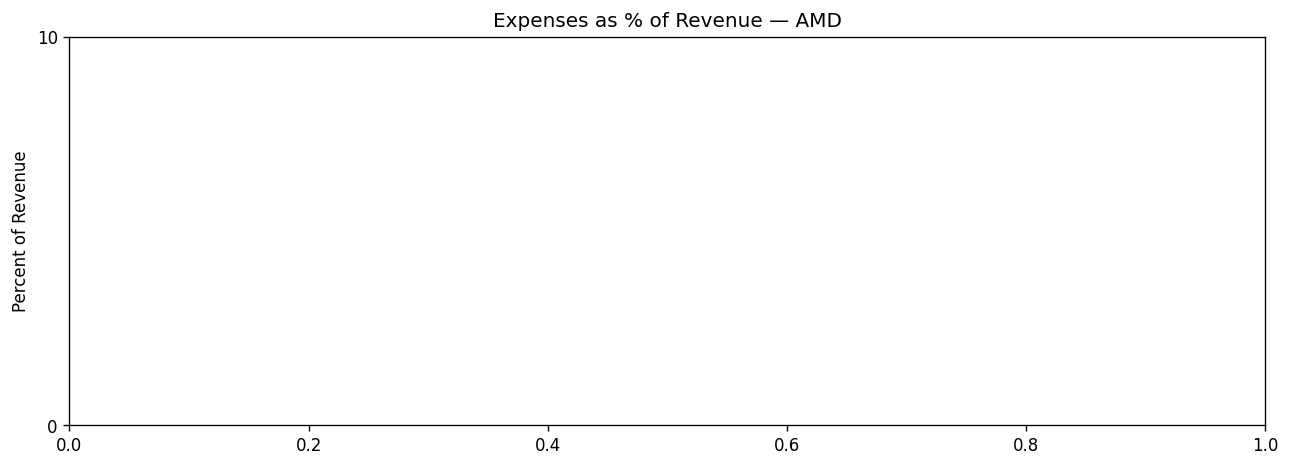 Expenses as % of Revenue — AMD
10
Percent of Revenue
0
0.0 0.2 0.4 0.6 0.8 1.0